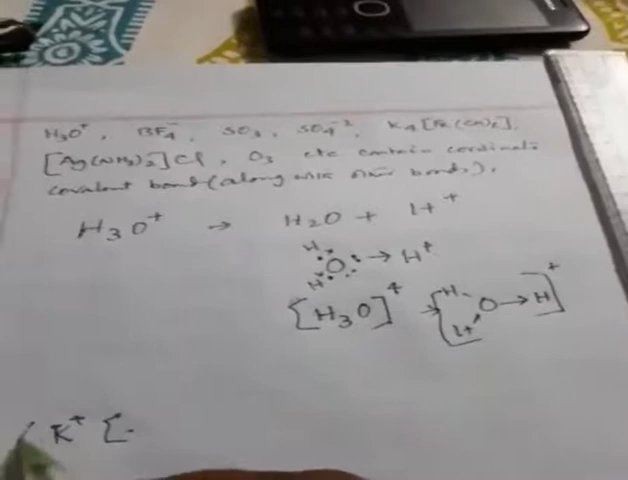 H₃O⁺, BF₄⁻, SO₃, SO₄⁻², K₄[Fe(CN)₆],
[Ag(NH₃)₂]Cl, O₃ etc contain cordinate
covalent bond (along with other bonds).
H₃O⁺ → H₂O + H⁺
H
O → H⁺
H
[H₃O]⁺ → [H O → H]⁺
H
K⁺ [